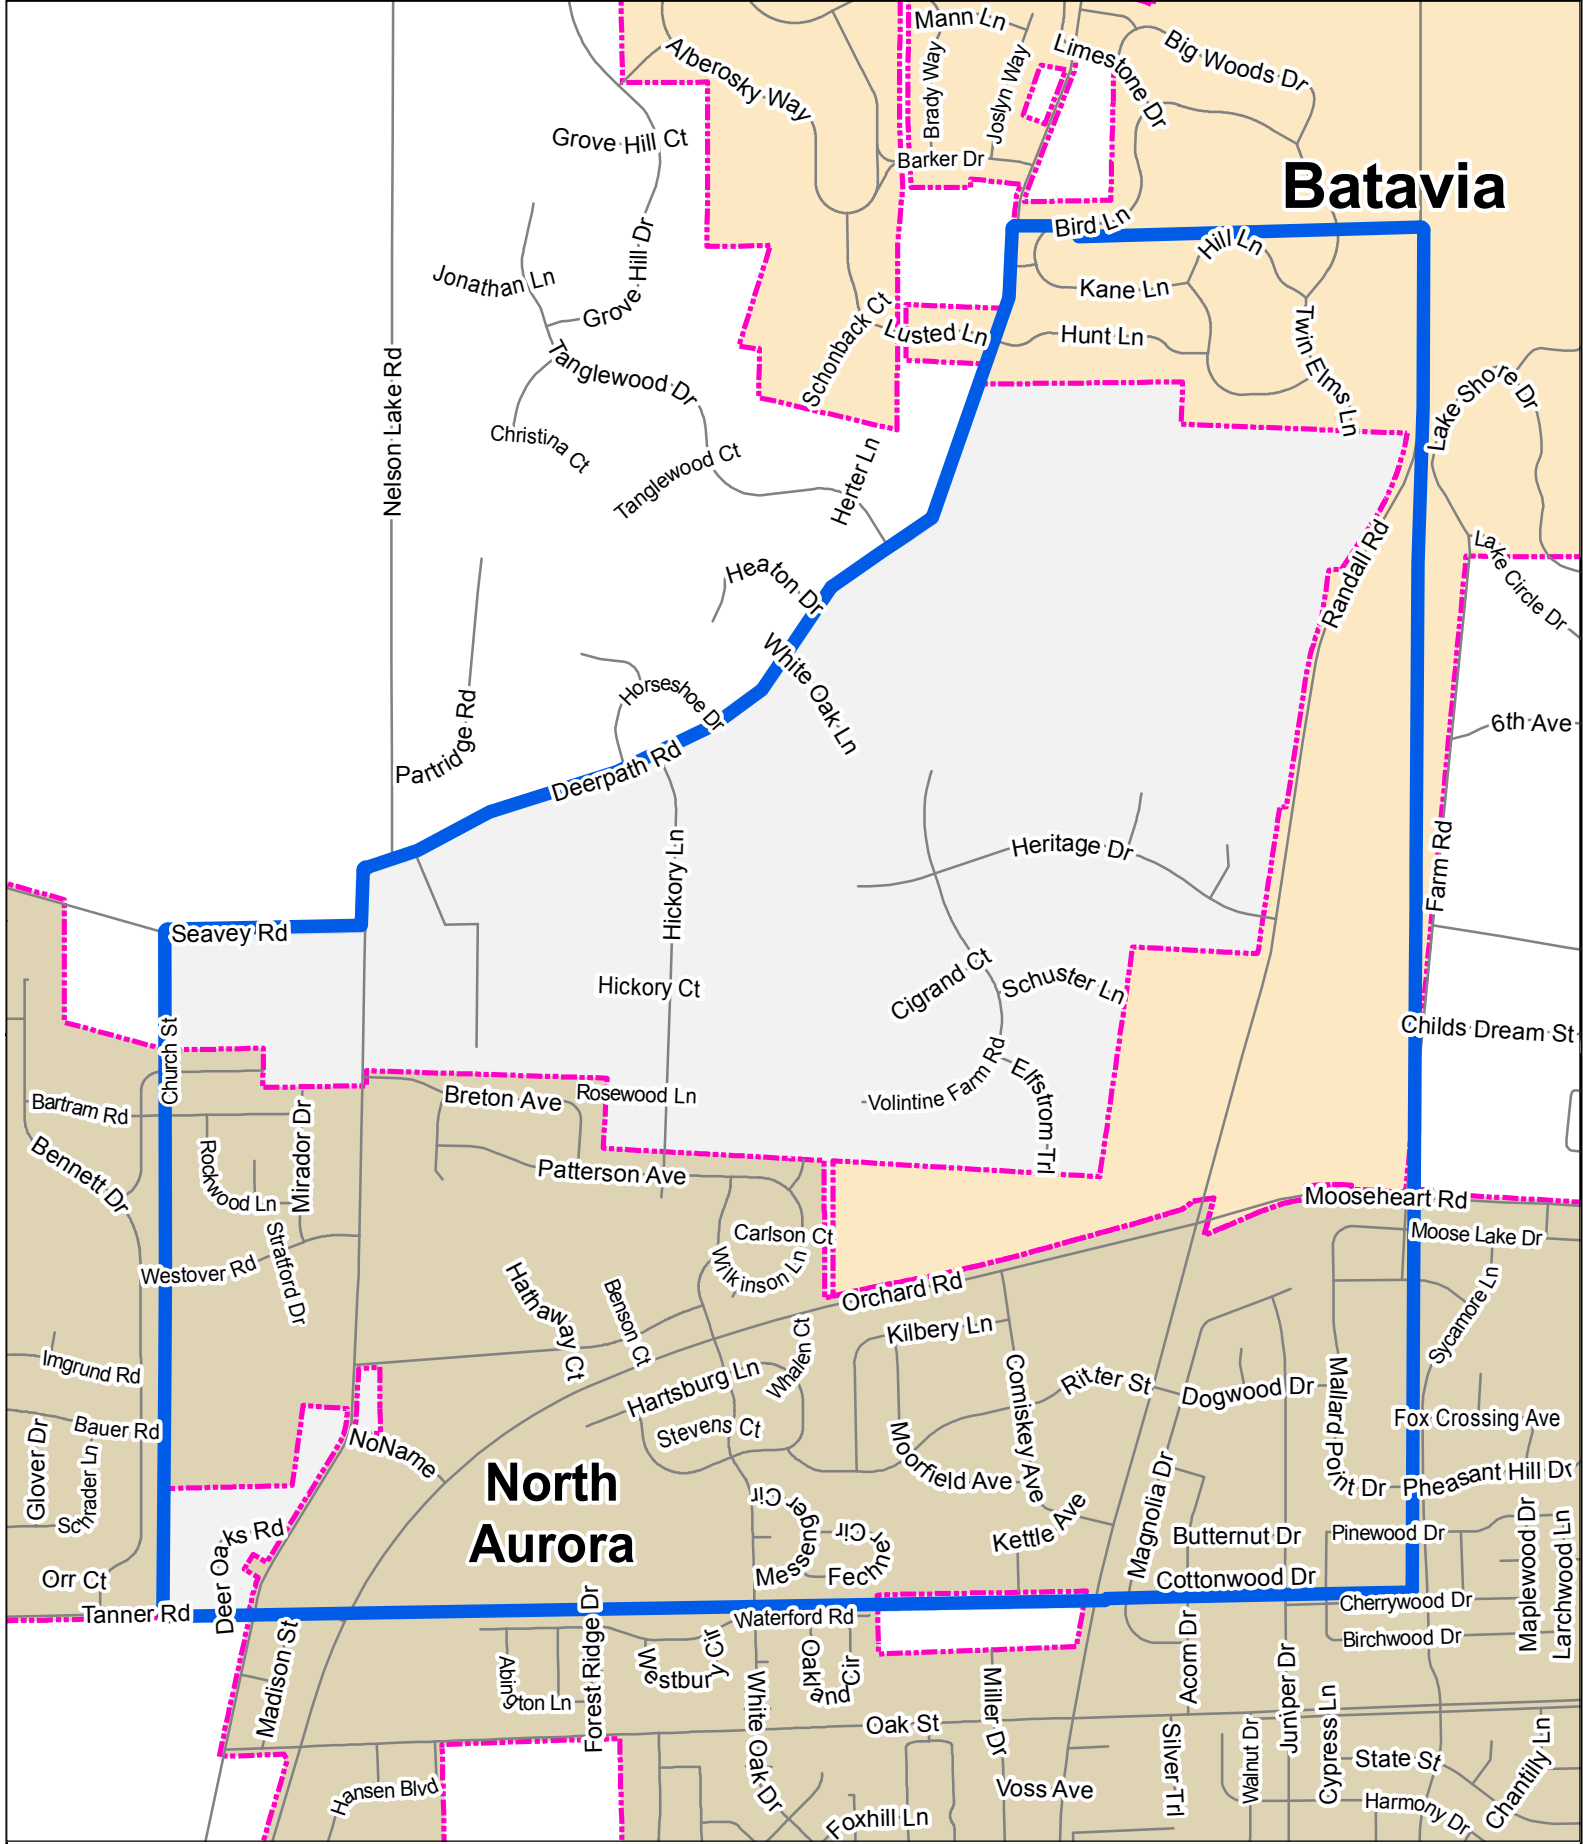 Mann Ln
Limestone Dr
Big Woods Dr
Alberosky Way
Brady Way
Joslyn Way
Grove Hill Ct
Barker Dr
Batavia
Bird Ln
Hill Ln
Grove Hill Dr
Jonathan Ln
Kane Ln
Schonback Ct
Lusted Ln
Hunt Ln
Twin Elms Ln
Nelson Lake Rd
Tanglewood Dr
Lake Shore Dr
Christina Ct
Tanglewood Ct
Herter Ln
Randall Rd
Lake Circle Dr
Heaton Dr
White Oak Ln
Horseshoe Dr
Partridge Rd
6th Ave
Deerpath Rd
Hickory Ln
Heritage Dr
Farm Rd
Seavey Rd
Hickory Ct
Cigrand Ct
Schuster Ln
Church St
Childs Dream St
Bartram Rd
Mirador Dr
Breton Ave
Rosewood Ln
Volintine Farm Rd
Elfstrom Trl
Bennett Dr
Rockwood Ln
Patterson Ave
Mooseheart Rd
Stratford Dr
Carlson Ct
Moose Lake Dr
Westover Rd
Wilkinson Ln
Hathaway Ct
Benson Ct
Orchard Rd
Kilbery Ln
Sycamore Ln
Imgrund Rd
Whalen Ct
Hartsburg Ln
Comiskey Ave
Ritter St
Dogwood Dr
Mallard Point Dr
Glover Dr
Bauer Rd
Schrader Ln
NoName
Stevens Ct
Fox Crossing Ave
Moorfield Ave
Magnolia Dr
Pheasant Hill Dr
North
Aurora
Messenger Cir
Fechner Cir
Kettle Ave
Butternut Dr
Pinewood Dr
Maplewood Dr
Larchwood Ln
Deer Oaks Rd
Orr Ct
Cottonwood Dr
Tanner Rd
Forest Ridge Dr
Waterford Rd
Cherrywood Dr
Madison St
Abington Ln
Westbury Cir
Oakland Cir
White Oak Dr
Miller Dr
Acorn Dr
Juniper Dr
Birchwood Dr
Oak St
Silver Trl
Walnut Dr
Cypress Ln
State St
Chantilly Ln
Hansen Blvd
Voss Ave
Harmony Dr
Foxhill Ln